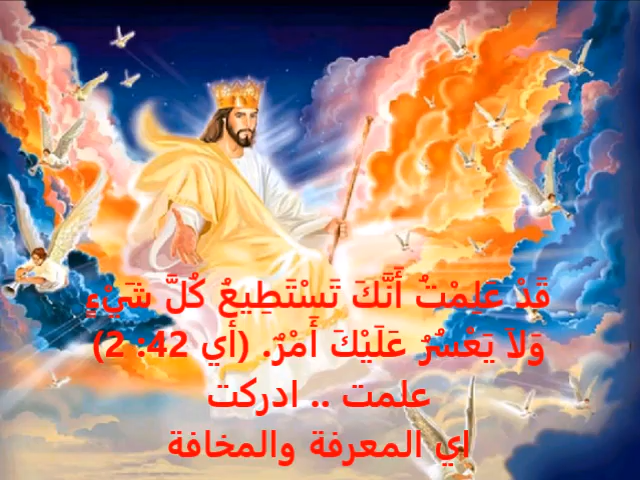 قَدْ عَلِمْتُ أَنَّكَ تَسْتَطِيعُ كُلَّ شَيْءٍ
وَلاَ يَعْسُرُ عَلَيْكَ أَمْرٌ. (أي 42: 2)
علمت .. ادركت
اي المعرفة والمخافة